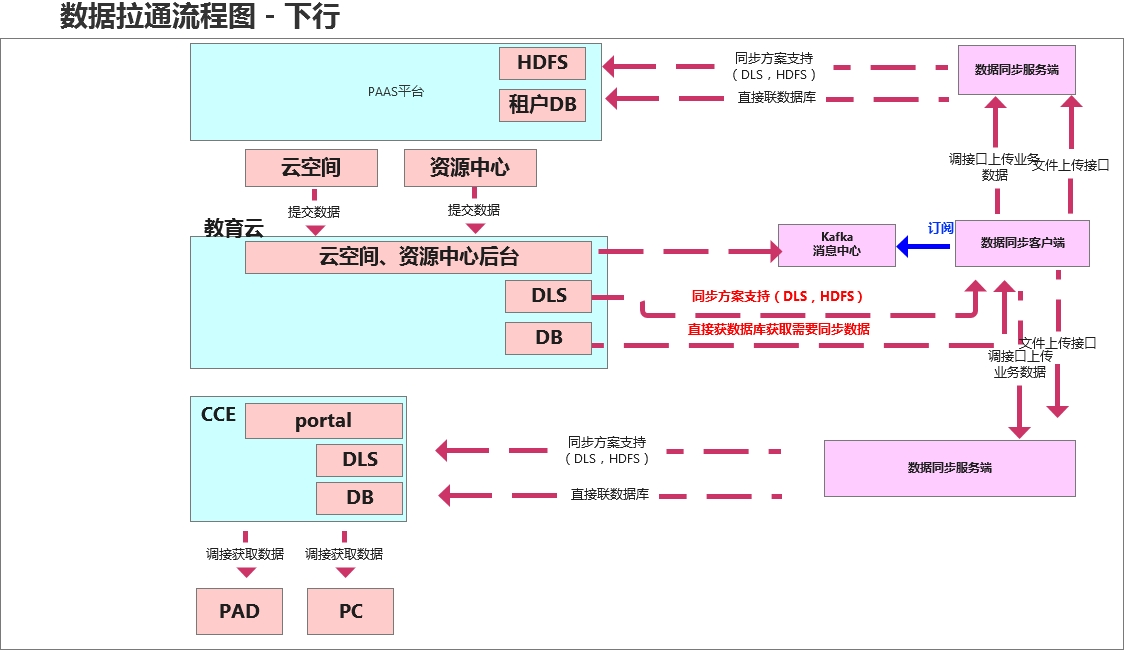 数据拉通流程图 - 下行
HDFS
PAAS平台
租户DB
同步方案支持
（DLS，HDFS）
直接联数据库
数据同步服务端
云空间
资源中心
调接口上传业务
数据
文件上传接口
提交数据
提交数据
教育云
云空间、资源中心后台
Kafka
消息中心
订阅
数据同步客户端
DLS
同步方案支持（DLS，HDFS）
DB
直接获数据库获取需要同步数据
文件上传接口
调接口上传
业务数据
CCE
portal
DLS
DB
同步方案支持
（DLS，HDFS）
直接联数据库
数据同步服务端
调接获取数据
调接获取数据
PAD
PC